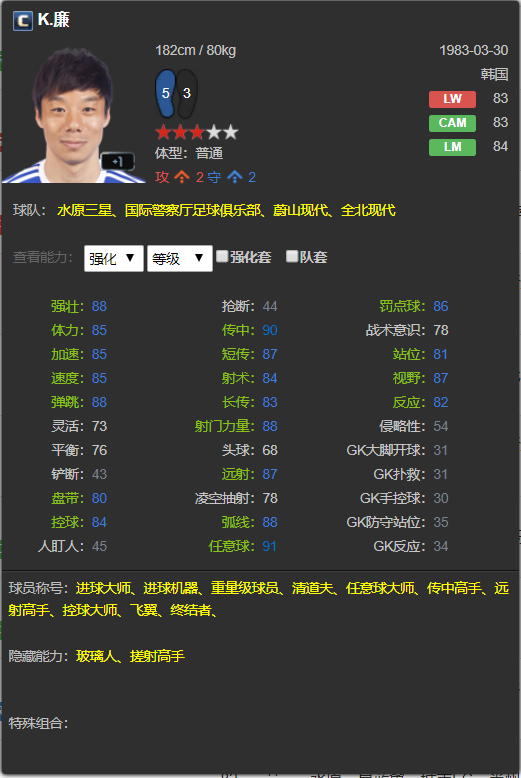 C K.廉
182cm / 80kg 1983-03-30
韩国
5 3 LW 83
CAM 83
+1 体型：普通 LM 84
攻 2 守 2
球队： 水原三星、国际警察厅足球俱乐部、蔚山现代、全北现代
查看能力： 强化 ▼ 等级 ▼ 强化套 队套
强壮：88 抢断：44 罚点球：86
体力：85 传中：90 战术意识：78
加速：85 短传：87 站位：81
速度：85 射术：84 视野：87
弹跳：88 长传：83 反应：82
灵活：73 射门力量：88 侵略性：54
平衡：76 头球：68 GK大脚开球：31
铲断：43 远射：87 GK扑救：31
盘带：80 凌空抽射：78 GK手控球：30
控球：84 弧线：88 GK防守站位：35
人盯人：45 任意球：91 GK反应：34
球员称号：进球大师、进球机器、重量级球员、清道夫、任意球大师、传中高手、远
射高手、控球大师、飞翼、终结者、
隐藏能力：玻璃人、搓射高手
特殊组合：